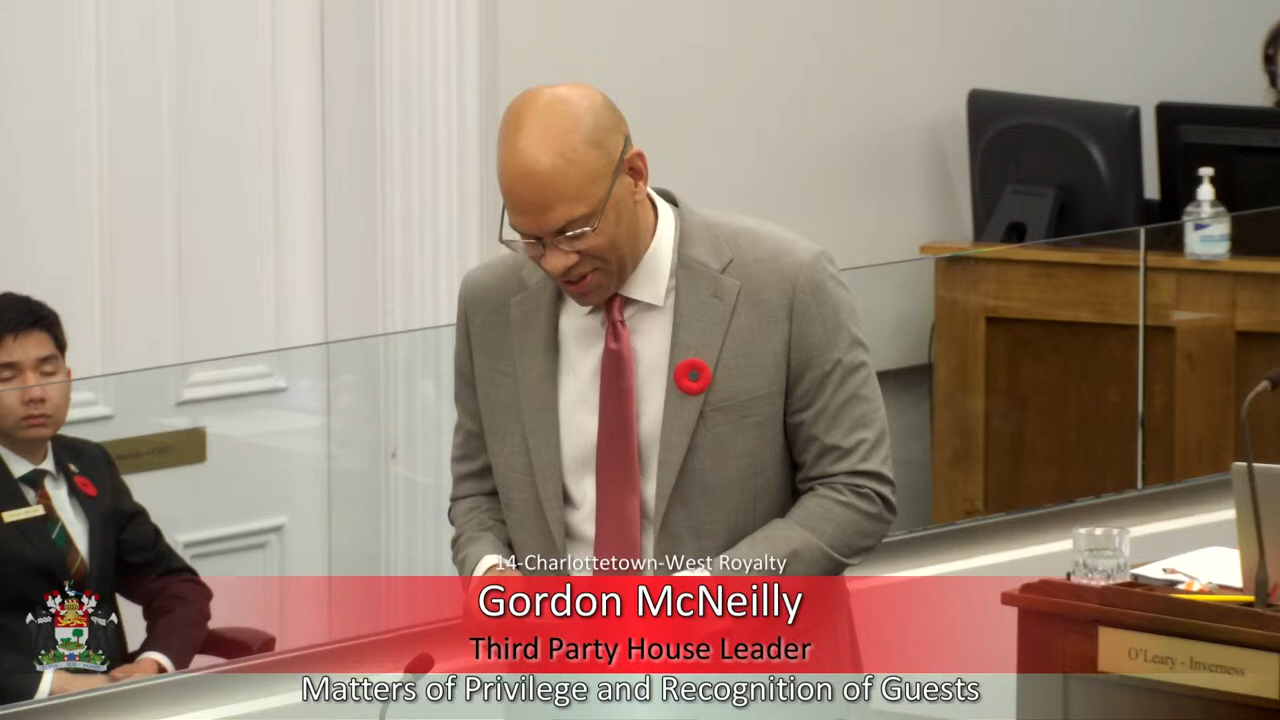 14-Charlottetown-West Royalty
Gordon McNeilly
Third Party House Leader
Matters of Privilege and Recognition of Guests
O'Leary - Inverness